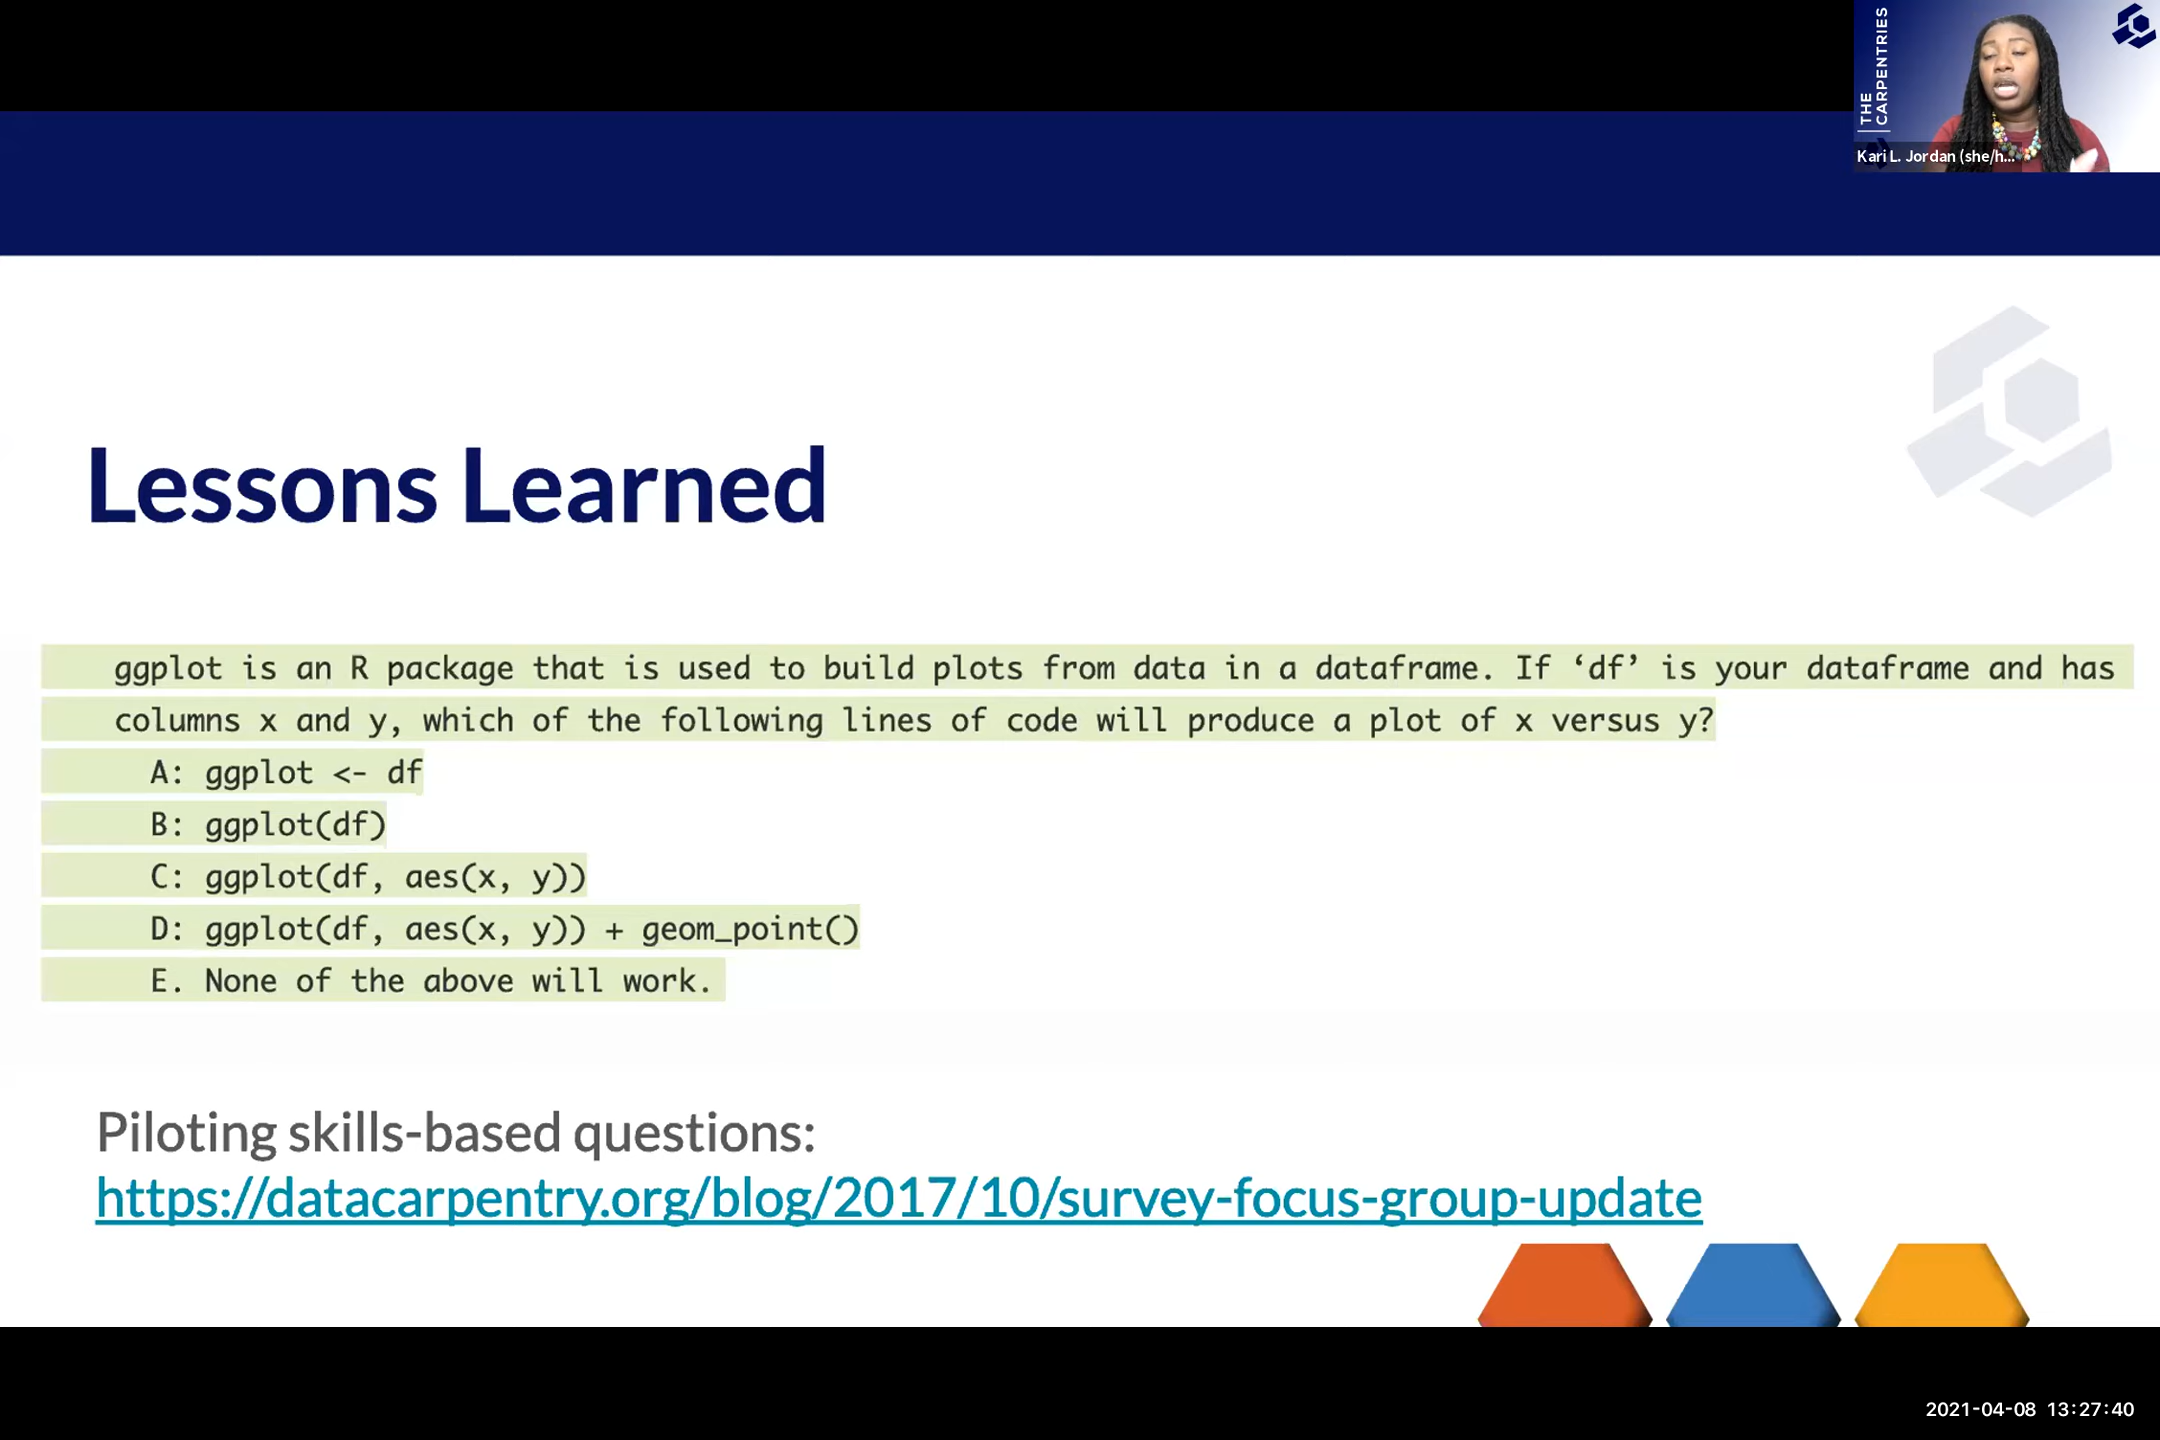 THE
CARPENTRIES
Kari L. Jordan (she/h...
Lessons Learned
ggplot is an R package that is used to build plots from data in a dataframe. If ‘df’ is your dataframe and has
columns x and y, which of the following lines of code will produce a plot of x versus y?
A: ggplot <- df
B: ggplot(df)
C: ggplot(df, aes(x, y))
D: ggplot(df, aes(x, y)) + geom_point()
E. None of the above will work.
Piloting skills-based questions:
https://datacarpentry.org/blog/2017/10/survey-focus-group-update
2021-04-08 13:27:40